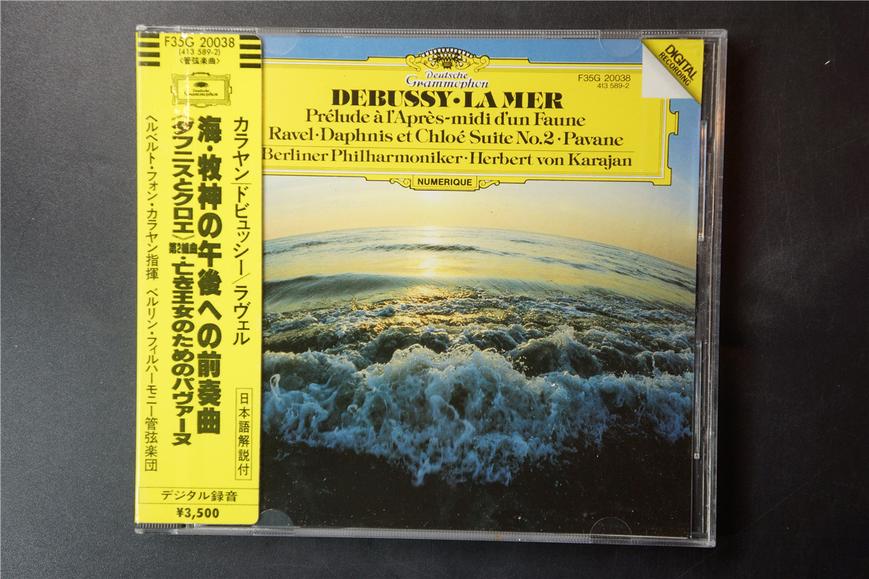 F35G 20038
(413 589-2)
〈管弦楽曲〉
Deutsche
Grammophon
カラヤン/ドビュッシー/ラヴェル
海・牧神の午後への前奏曲
〈ダフニスとクロエ〉第2組曲・亡き王女のためのパヴァーヌ
ヘルベルト・フォン・カラヤン指揮 ベルリン・フィルハーモニー管弦楽団
日本語解説付
デジタル録音
¥3,500
Deutsche
Grammophon
F35G 20038
413 589-2
DIGITAL
RECORDING
DEBUSSY·LA MER
Prélude à l'Après-midi d'un Faune
Ravel·Daphnis et Chloé Suite No.2·Pavane
Berliner Philharmoniker·Herbert von Karajan
NUMERIQUE